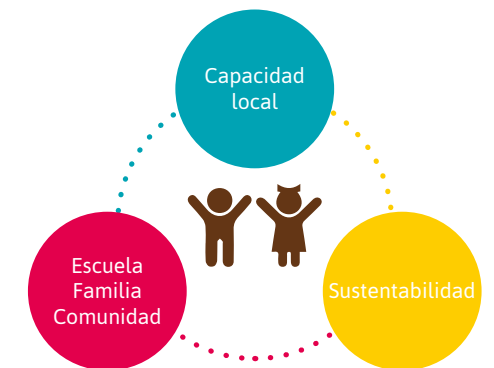 Capacidad
local
Escuela
Familia
Comunidad
Sustentabilidad